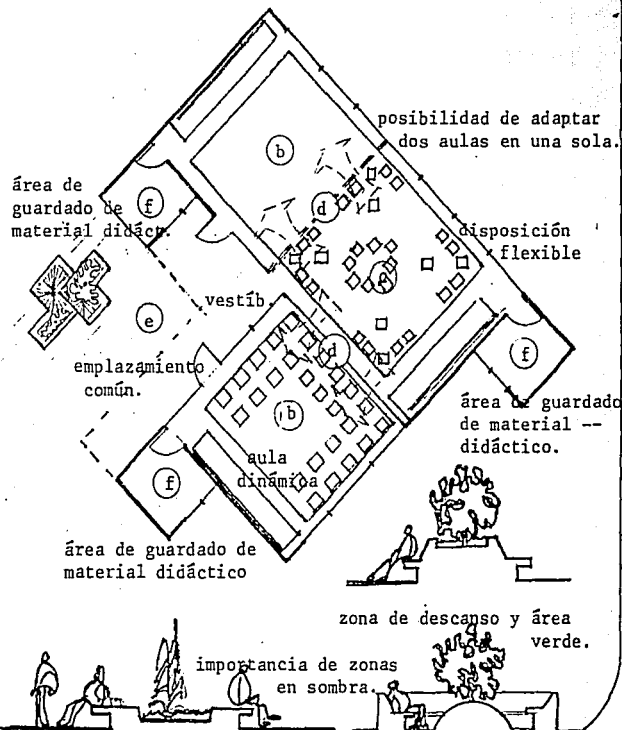 posibilidad de adaptar
dos aulas en una sola.
b
área de
guardado de
material didáct.
f
d
disposición
flexible
vestíb
e
emplazamiento
común.
d
f
b
área de guardado
de material --
didáctico.
aula
dinámica
f
área de guardado de
material didáctico
zona de descanso y área
verde.
importancia de zonas
en sombra.